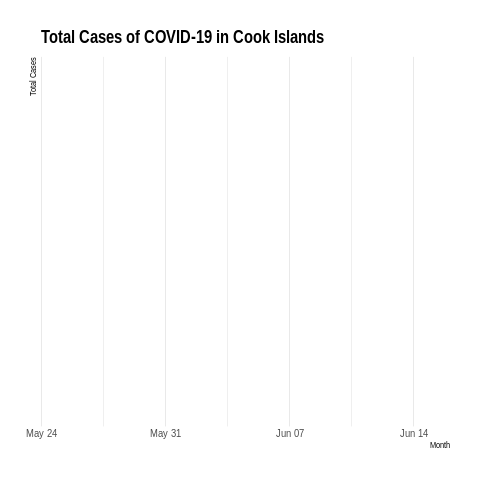 Total Cases of COVID-19 in Cook Islands
Total Cases
May 24
May 31
Jun 07
Jun 14
Month